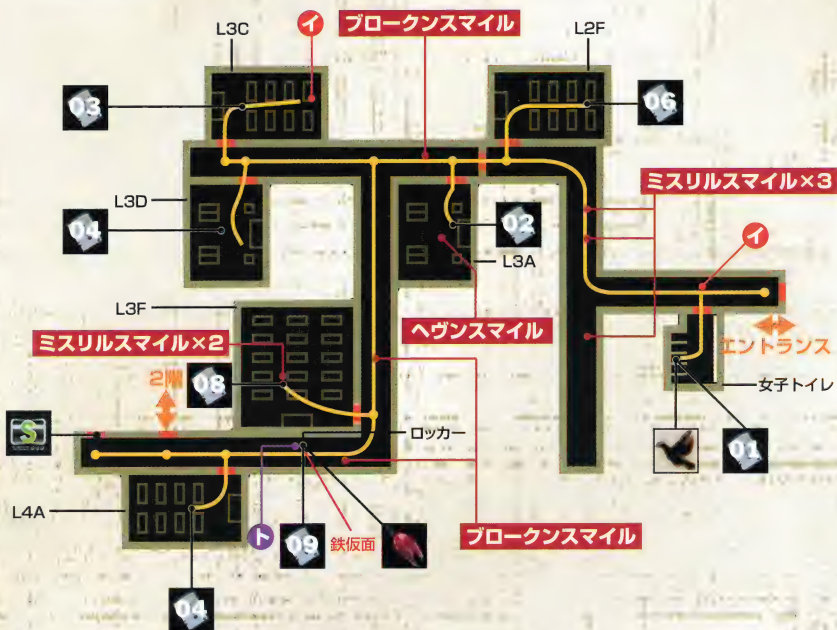 L3C
イ
ブロークンスマイル
L2F
03
06
ミスリルスマイル×3
L3D
04
02
L3A
イ
L3F
ヘヴンスマイル
エントランス
ミスリルスマイル×2
2階
08
女子トイレ
S
ロッカー
01
L4A
ト
09
鉄仮面
ブロークンスマイル
04